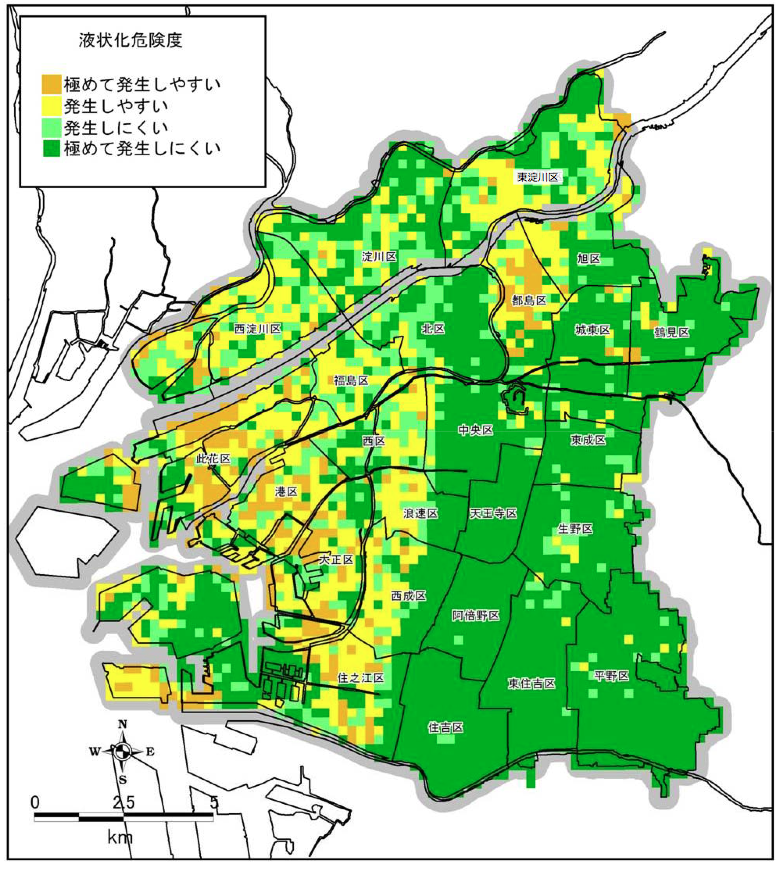 液状化危険度
極めて発生しやすい
発生しやすい
発生しにくい
極めて発生しにくい
東淀川区
淀川区
旭区
都島区
西淀川区
北区
城東区
鶴見区
福島区
中央区
西区
東成区
此花区
港区
浪速区
天王寺区
生野区
大正区
西成区
阿倍野区
住之江区
東住吉区
平野区
住吉区
N
W E
S
0 2.5 5
km